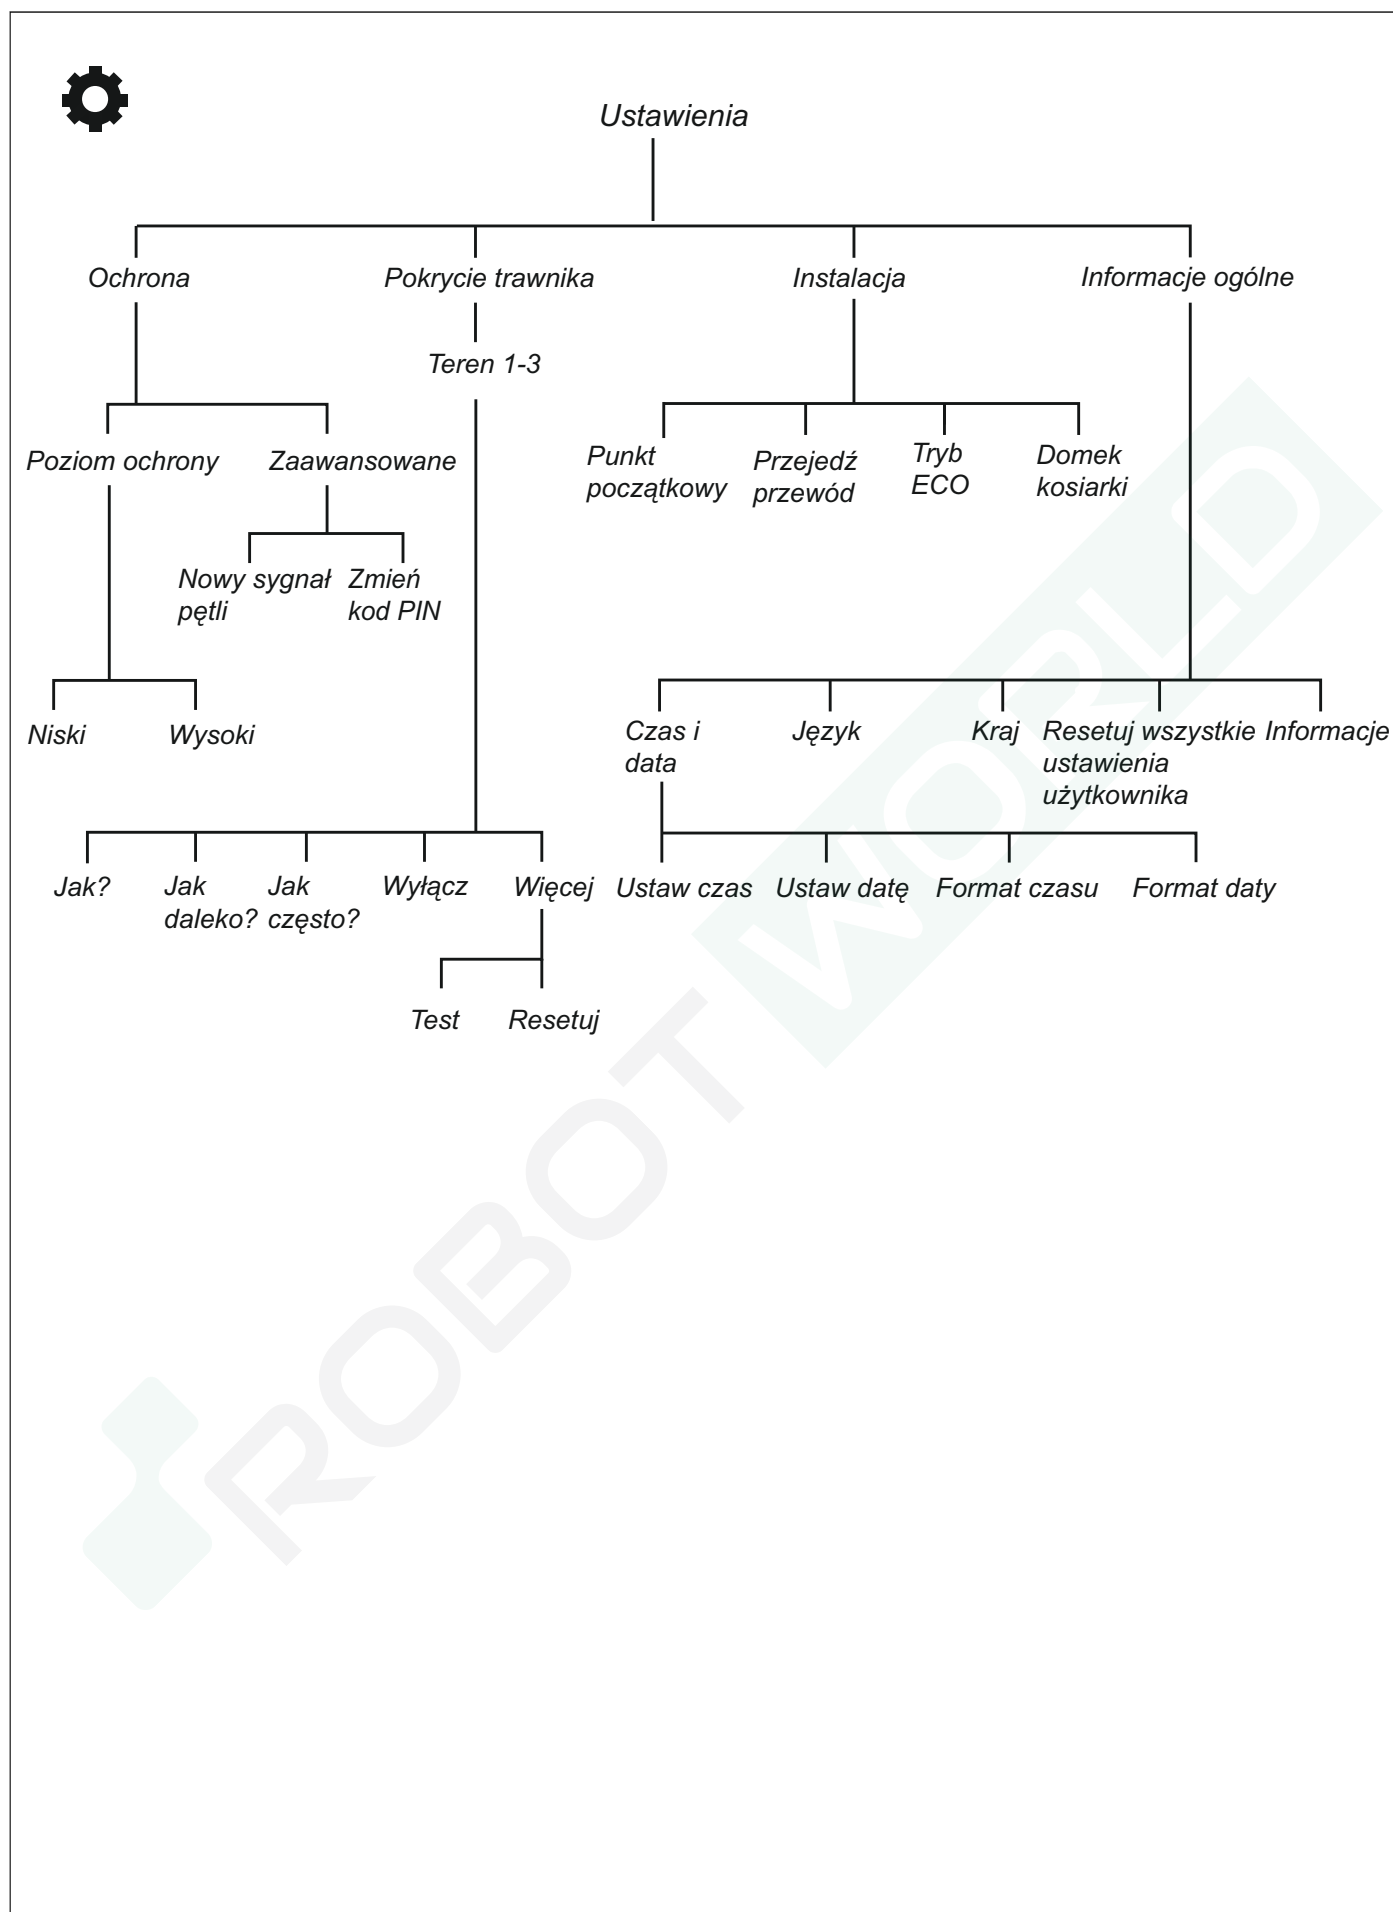 Ustawienia
Ochrona
Pokrycie trawnika
Instalacja
Informacje ogólne
Teren 1-3
Poziom ochrony
Zaawansowane
Punkt
początkowy
Przejedź
przewód
Tryb
ECO
Domek
kosiarki
Nowy sygnał
pętli
Zmień
kod PIN
Niski
Wysoki
Czas i
data
Język
Kraj
Resetuj wszystkie
ustawienia
użytkownika
Informacje
Jak?
Jak
daleko?
Jak
często?
Wyłącz
Więcej
Ustaw czas
Ustaw datę
Format czasu
Format daty
Test
Resetuj
ROBOTWORLD